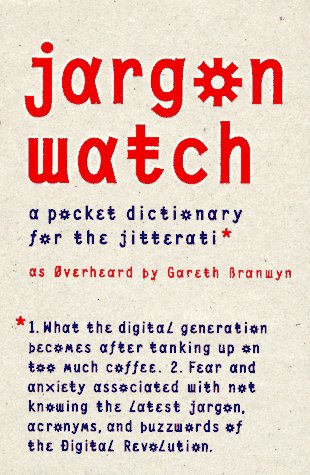 jargon
watch
a pocket dictionary
for the jitterati*
as Øverheard by Gareth Branwyn
*1. What the digital generation
becomes after tanking up on
too much coffee. 2. Fear and
anxiety associated with not
knowing the latest jargon,
acronyms, and buzzwords of
the Digital Revolution.